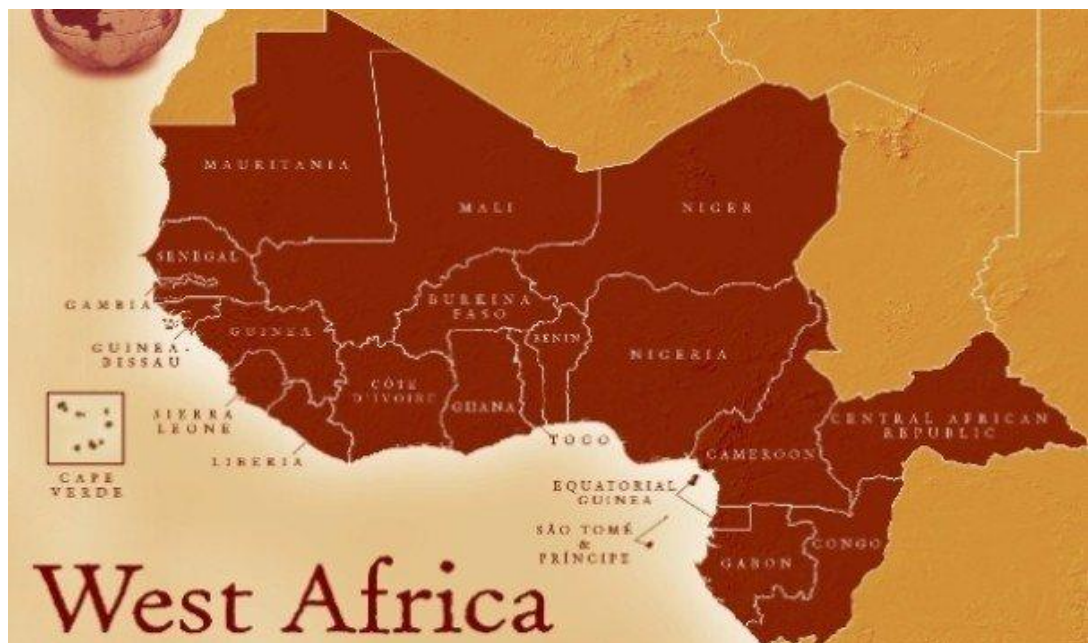 MAURITANIA
MALI
NIGER
SENEGAL
GAMBIA
BURKINA
FASO
GUINEA
GUINEA-
BISSAU
BENIN
NIGERIA
CÔTE
D'IVOIRE
GHANA
SIERRA
LEONE
CENTRAL AFRICAN
REPUBLIC
TOGO
LIBERIA
CAMEROON
CAPE
VERDE
EQUATORIAL
GUINEA
SÃO TOMÉ
&
PRÍNCIPE
CONGO
GABON
West Africa